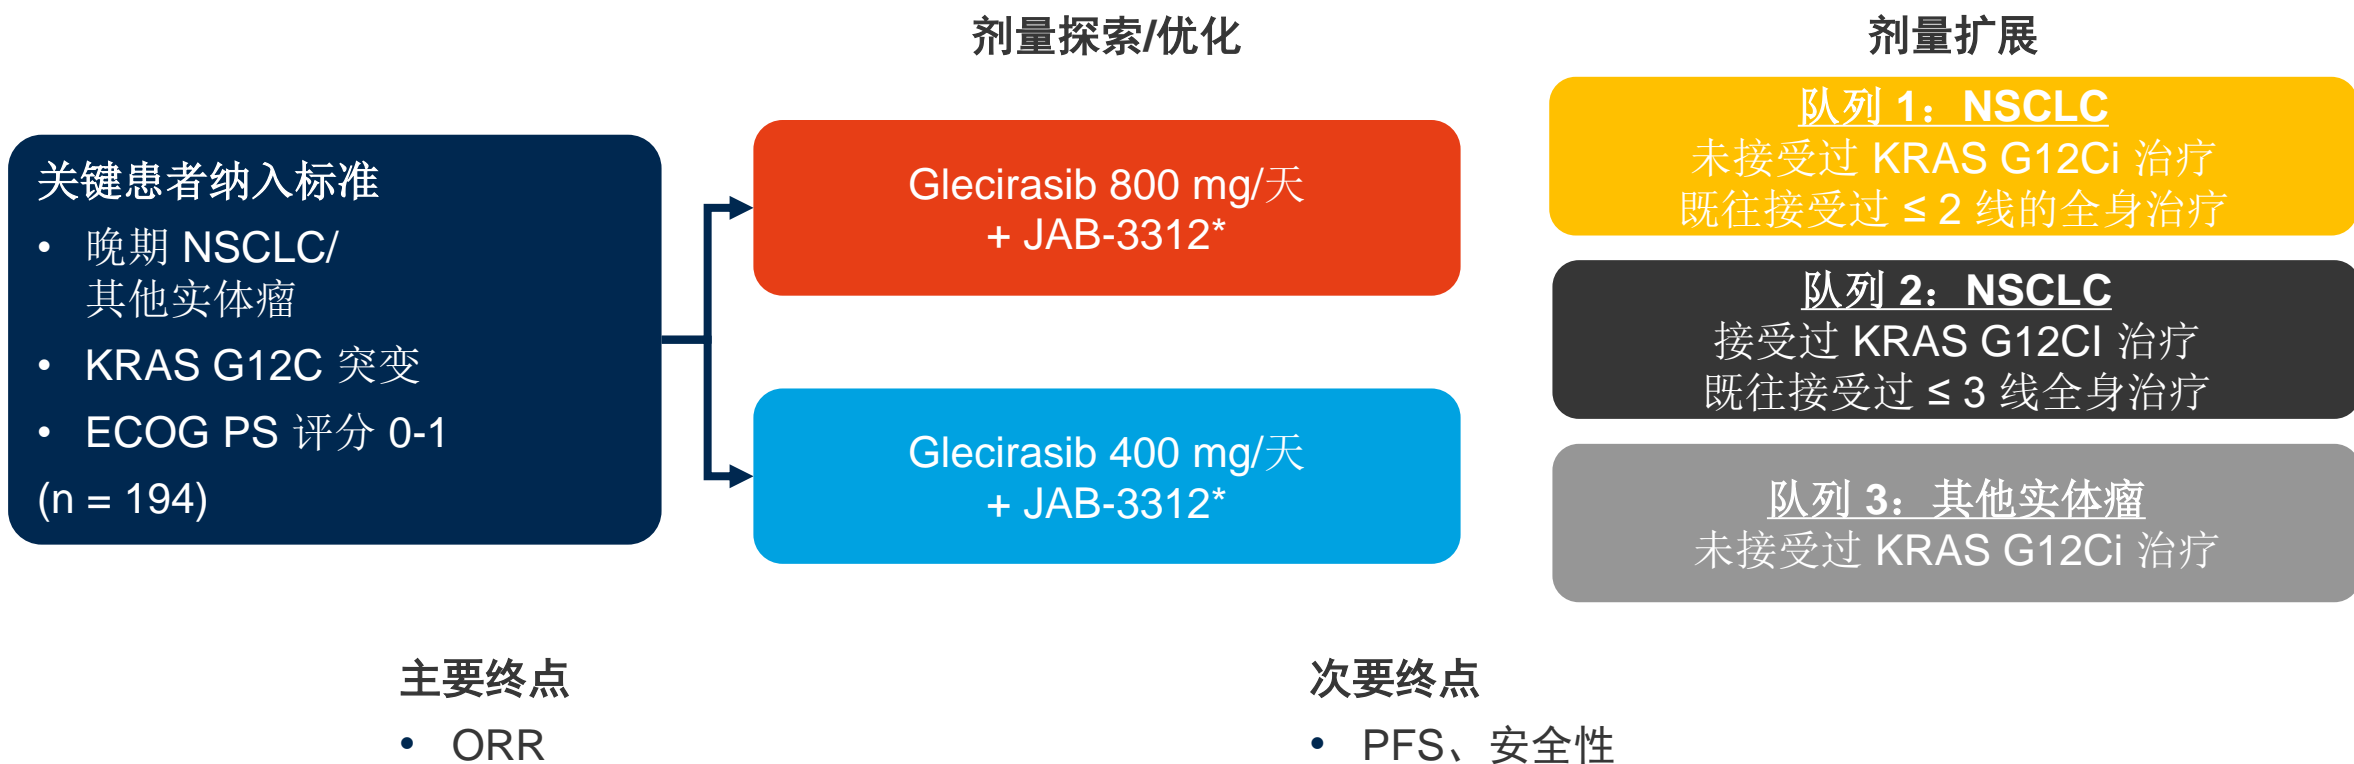 剂量探索/优化
剂量扩展
关键患者纳入标准
• 晚期 NSCLC/
其他实体瘤
• KRAS G12C 突变
• ECOG PS 评分 0-1
(n = 194)
Glecirasib 800 mg/天
+ JAB-3312*
Glecirasib 400 mg/天
+ JAB-3312*
队列 1：NSCLC
未接受过 KRAS G12Ci 治疗
既往接受过 ≤ 2 线的全身治疗
队列 2：NSCLC
接受过 KRAS G12CI 治疗
既往接受过 ≤ 3 线全身治疗
队列 3：其他实体瘤
未接受过 KRAS G12Ci 治疗
主要终点
• ORR
次要终点
• PFS、安全性